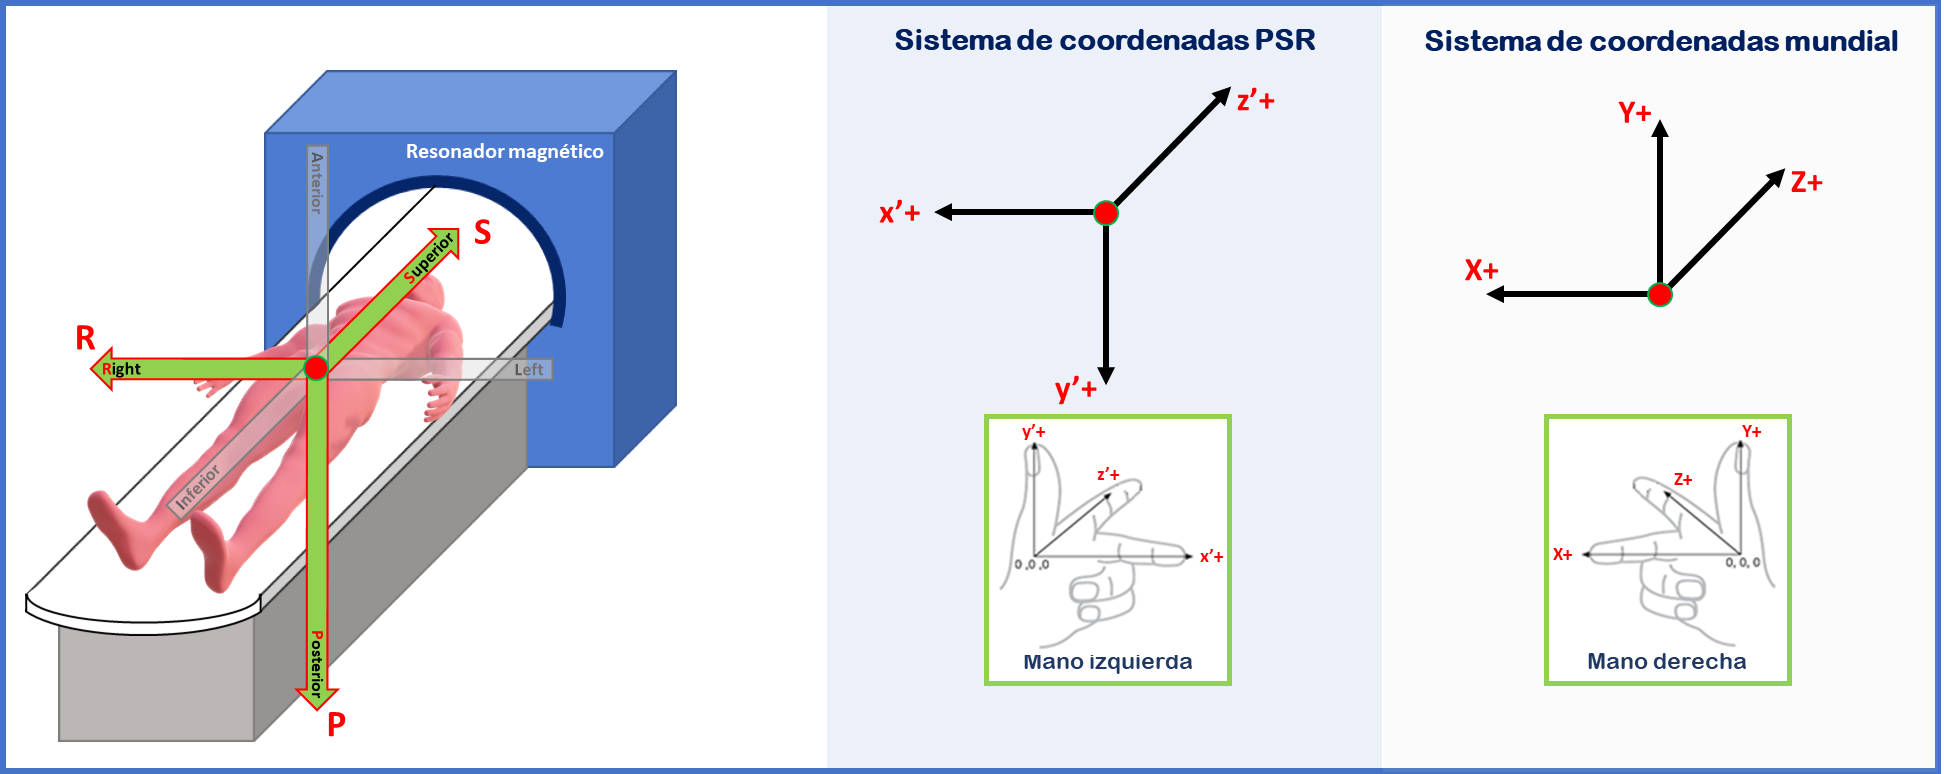 Resonador magnético
Anterior
S
Superior
R
Right
Left
Inferior
Posterior
P
Sistema de coordenadas PSR
z’+
x’+
y’+
y’+
z’+
x’+
0,0,0
Mano izquierda
Sistema de coordenadas mundial
Y+
Z+
X+
Y+
Z+
X+
0,0,0
Mano derecha